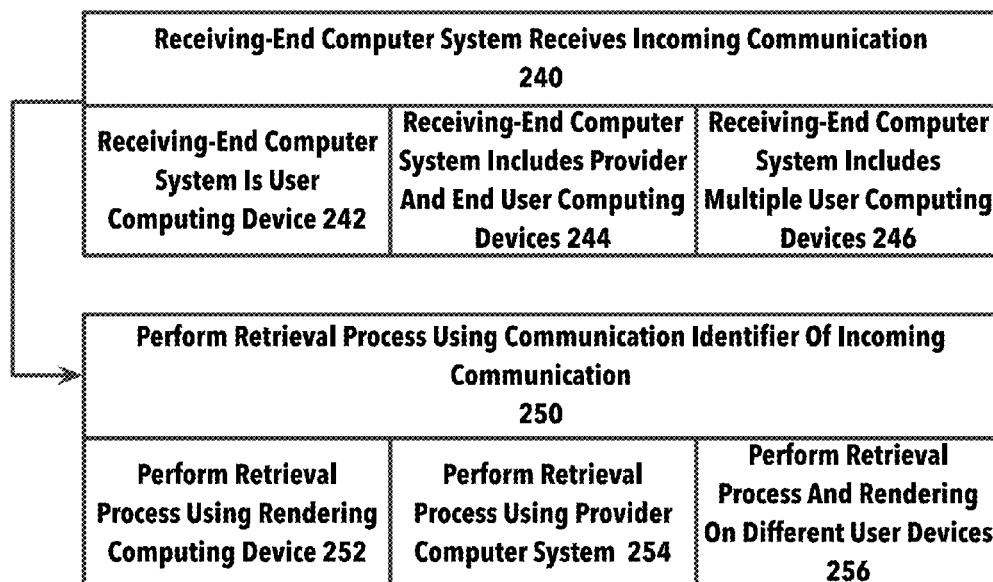 Receiving-End Computer System Receives Incoming Communication
240
Receiving-End Computer
System Is User
Computing Device 242
Receiving-End Computer
System Includes Provider
And End User Computing
Devices 244
Receiving-End Computer
System Includes
Multiple User Computing
Devices 246
Perform Retrieval Process Using Communication Identifier Of Incoming
Communication
250
Perform Retrieval
Process Using Rendering
Computing Device 252
Perform Retrieval
Process Using Provider
Computer System 254
Perform Retrieval
Process And Rendering
On Different User Devices
256